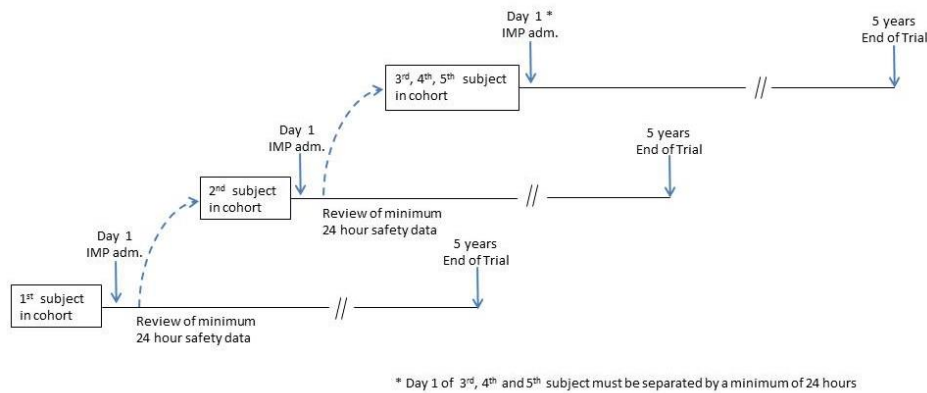 Day 1 *
IMP adm.
5 years
End of Trial
3rd, 4th, 5th subject
in cohort
//
Day 1
IMP adm.
5 years
End of Trial
2nd subject
in cohort
//
Review of minimum
24 hour safety data
Day 1
IMP adm.
5 years
End of Trial
1st subject
in cohort
//
Review of minimum
24 hour safety data
* Day 1 of 3rd, 4th and 5th subject must be separated by a minimum of 24 hours